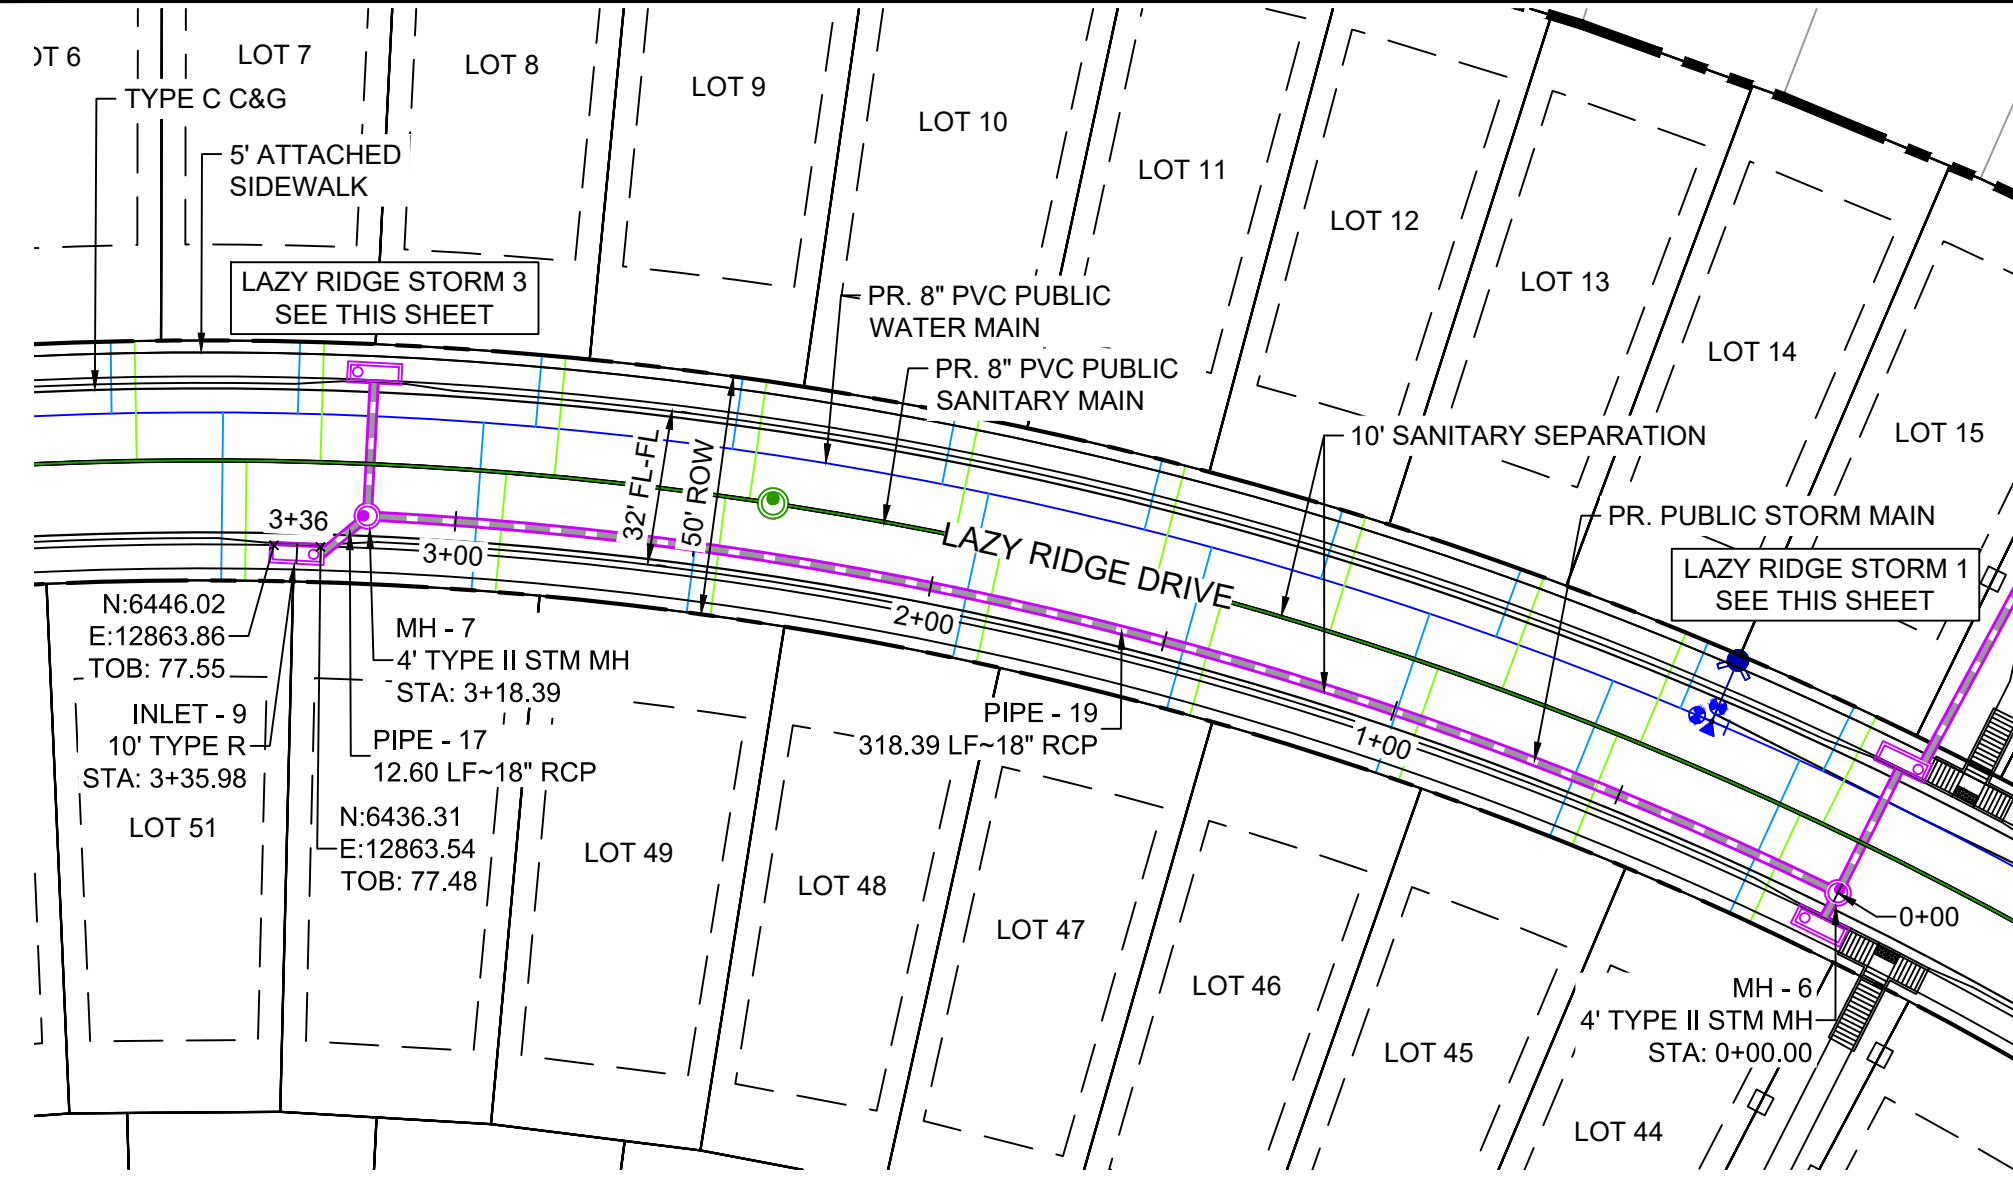 OT 6
LOT 7
LOT 8
LOT 9
LOT 10
LOT 11
LOT 12
LOT 13
LOT 14
LOT 15
TYPE C C&G
5' ATTACHED
SIDEWALK
LAZY RIDGE STORM 3
SEE THIS SHEET
PR. 8" PVC PUBLIC
WATER MAIN
PR. 8" PVC PUBLIC
SANITARY MAIN
10' SANITARY SEPARATION
PR. PUBLIC STORM MAIN
LAZY RIDGE STORM 1
SEE THIS SHEET
32' FL-FL
50' ROW
LAZY RIDGE DRIVE
3+36
3+00
2+00
1+00
0+00
N:6446.02
E:12863.86
TOB: 77.55
INLET - 9
10' TYPE R
STA: 3+35.98
MH - 7
4' TYPE II STM MH
STA: 3+18.39
PIPE - 17
12.60 LF~18" RCP
N:6436.31
E:12863.54
TOB: 77.48
PIPE - 19
318.39 LF~18" RCP
MH - 6
4' TYPE II STM MH
STA: 0+00.00
LOT 51
LOT 49
LOT 48
LOT 47
LOT 46
LOT 45
LOT 44